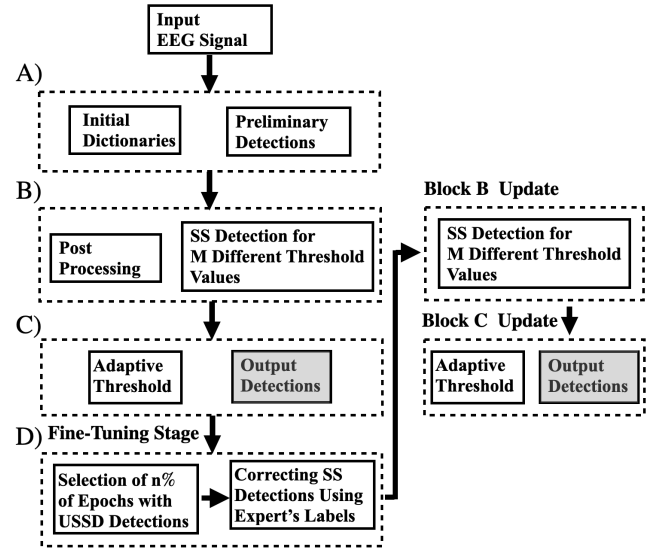 Input
EEG Signal
A)
Initial
Dictionaries
Preliminary
Detections
B)
Post
Processing
SS Detection for
M Different Threshold
Values
C)
Adaptive
Threshold
Output
Detections
D) Fine-Tuning Stage
Selection of n%
of Epochs with
USSD Detections
Correcting SS
Detections Using
Expert's Labels
Block B Update
SS Detection for
M Different Threshold
Values
Block C Update
Adaptive
Threshold
Output
Detections